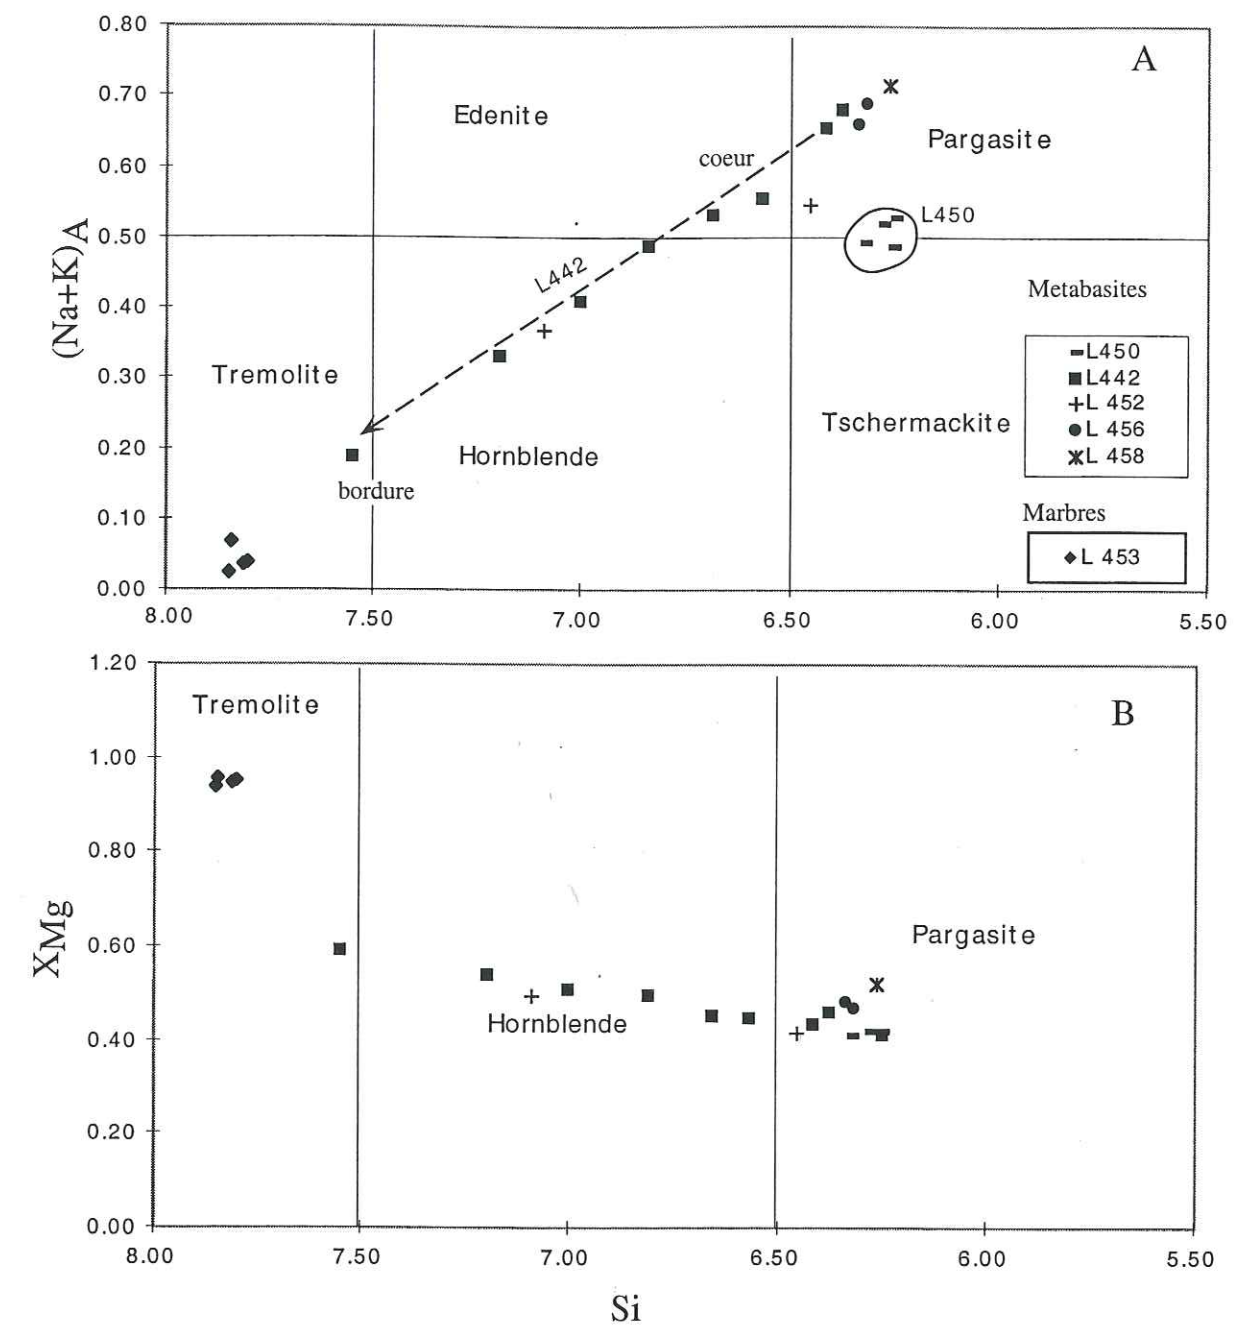 A
0.80
0.70
0.60
0.50
0.40
0.30
0.20
0.10
0.00
(Na+K)A
Edenite
Pargasite
coeur
L450
L442
Metabasites
L450
L442
L 452
L 456
L 458
Tremolite
Tschermackite
Hornblende
bordure
Marbres
L 453
8.00 7.50 7.00 6.50 6.00 5.50
B
1.20
1.00
0.80
0.60
0.40
0.20
0.00
XMg
Tremolite
Pargasite
Hornblende
8.00 7.50 7.00 6.50 6.00 5.50
Si